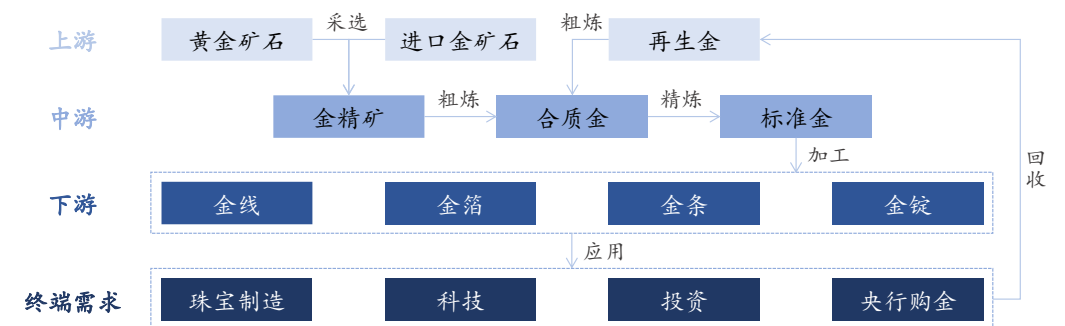 上游
黄金矿石
采选
进口金矿石
粗炼
再生金
中游
金精矿
粗炼
合质金
精炼
标准金
加工
回收
下游
金线
金箔
金条
金锭
应用
终端需求
珠宝制造
科技
投资
央行购金